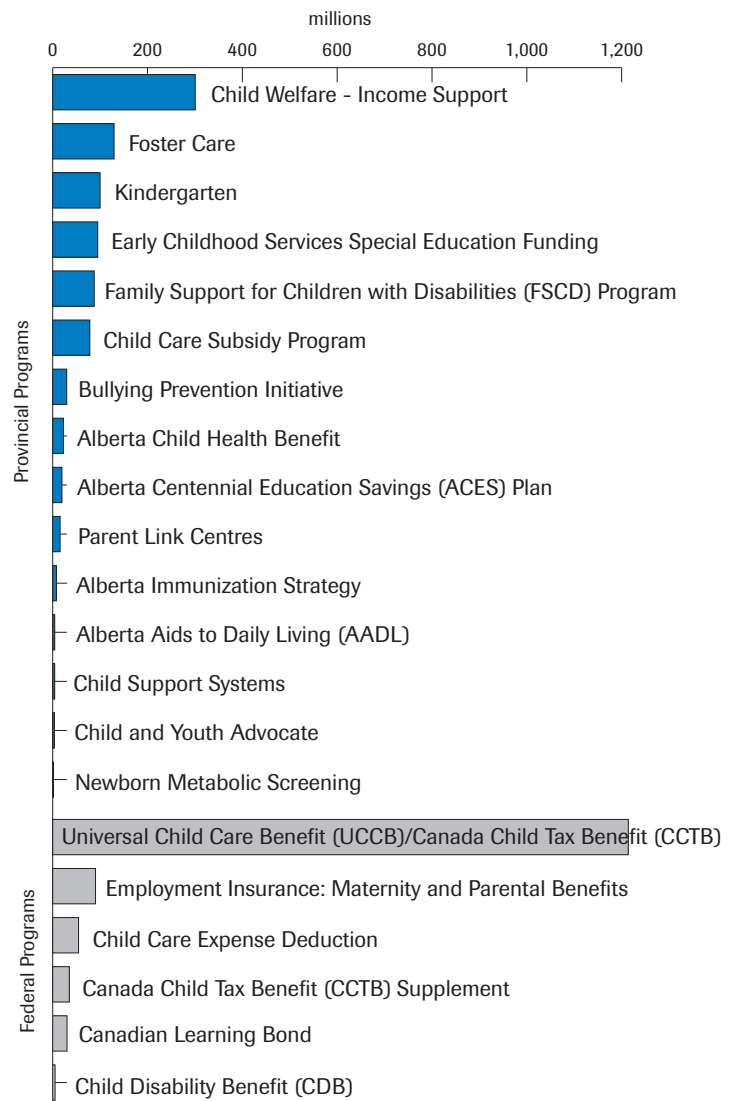 millions
0 200 400 600 800 1,000 1,200
Provincial Programs
Child Welfare - Income Support
Foster Care
Kindergarten
Early Childhood Services Special Education Funding
Family Support for Children with Disabilities (FSCD) Program
Child Care Subsidy Program
Bullying Prevention Initiative
Alberta Child Health Benefit
Alberta Centennial Education Savings (ACES) Plan
Parent Link Centres
Alberta Immunization Strategy
Alberta Aids to Daily Living (AADL)
Child Support Systems
Child and Youth Advocate
Newborn Metabolic Screening
Federal Programs
Universal Child Care Benefit (UCCB)/Canada Child Tax Benefit (CCTB)
Employment Insurance: Maternity and Parental Benefits
Child Care Expense Deduction
Canada Child Tax Benefit (CCTB) Supplement
Canadian Learning Bond
Child Disability Benefit (CDB)